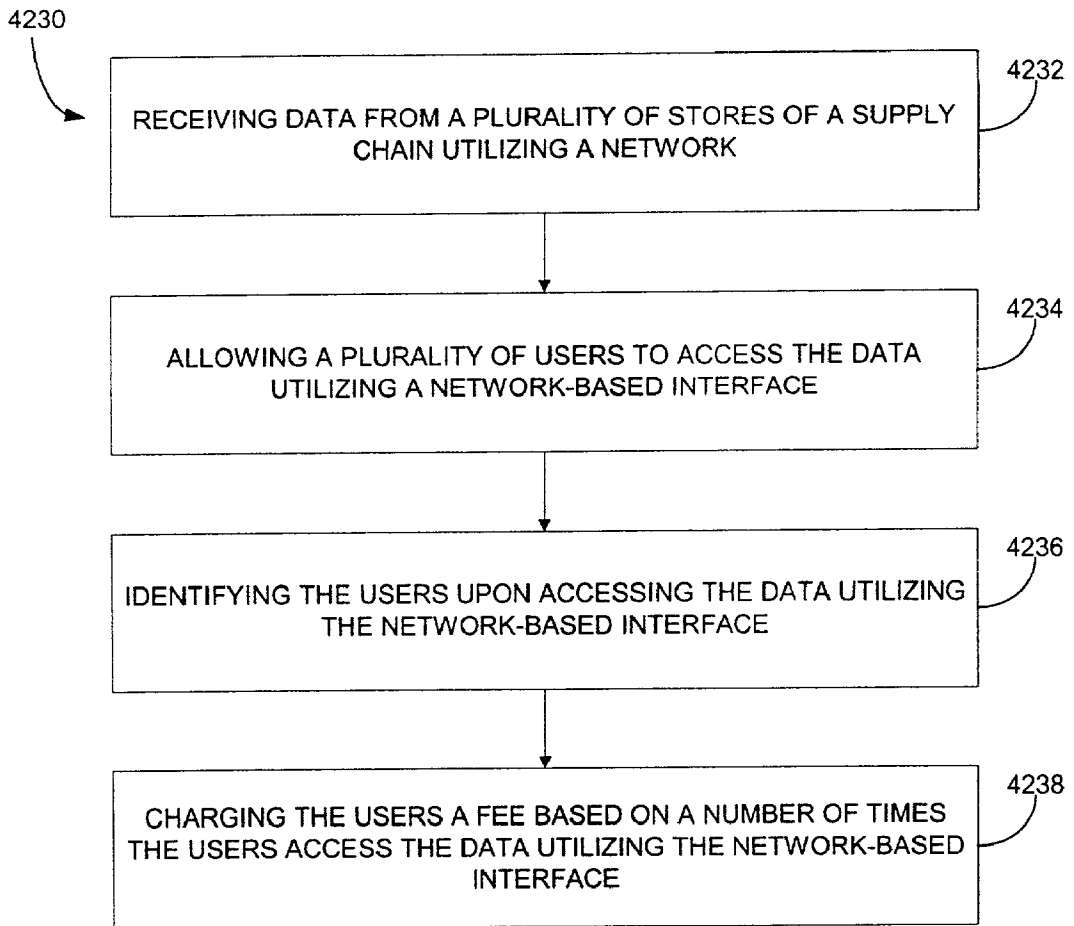 4230
4232
RECEIVING DATA FROM A PLURALITY OF STORES OF A SUPPLY
CHAIN UTILIZING A NETWORK
4234
ALLOWING A PLURALITY OF USERS TO ACCESS THE DATA
UTILIZING A NETWORK-BASED INTERFACE
4236
IDENTIFYING THE USERS UPON ACCESSING THE DATA UTILIZING
THE NETWORK-BASED INTERFACE
4238
CHARGING THE USERS A FEE BASED ON A NUMBER OF TIMES
THE USERS ACCESS THE DATA UTILIZING THE NETWORK-BASED
INTERFACE